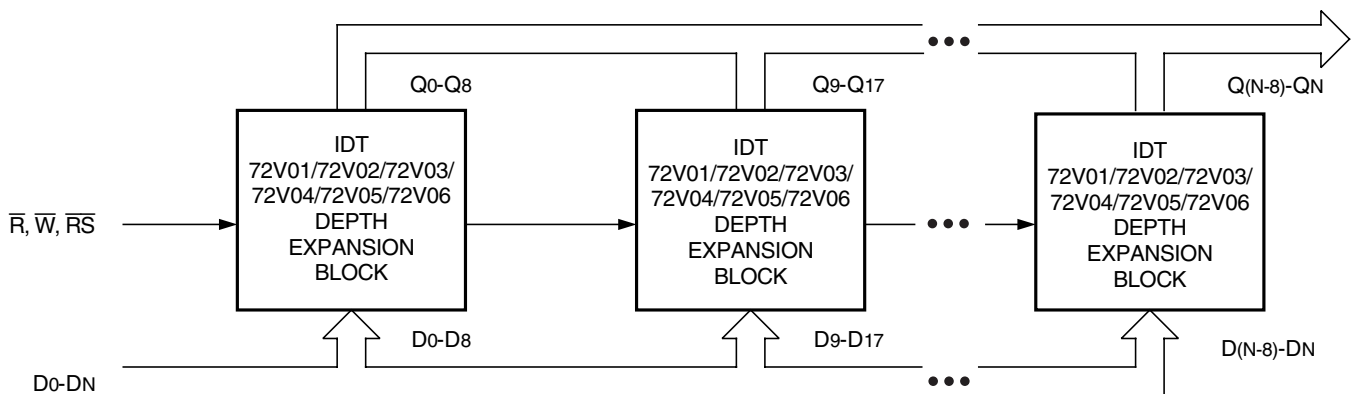 Q0-Q8
Q9-Q17
Q(N-8)-QN
IDT
72V01/72V02/72V03/
72V04/72V05/72V06
DEPTH
EXPANSION
BLOCK
IDT
72V01/72V02/72V03/
72V04/72V05/72V06
DEPTH
EXPANSION
BLOCK
IDT
72V01/72V02/72V03/
72V04/72V05/72V06
DEPTH
EXPANSION
BLOCK
R̅, W̅, R̅S̅
D0-D8
D9-D17
D(N-8)-DN
D0-DN